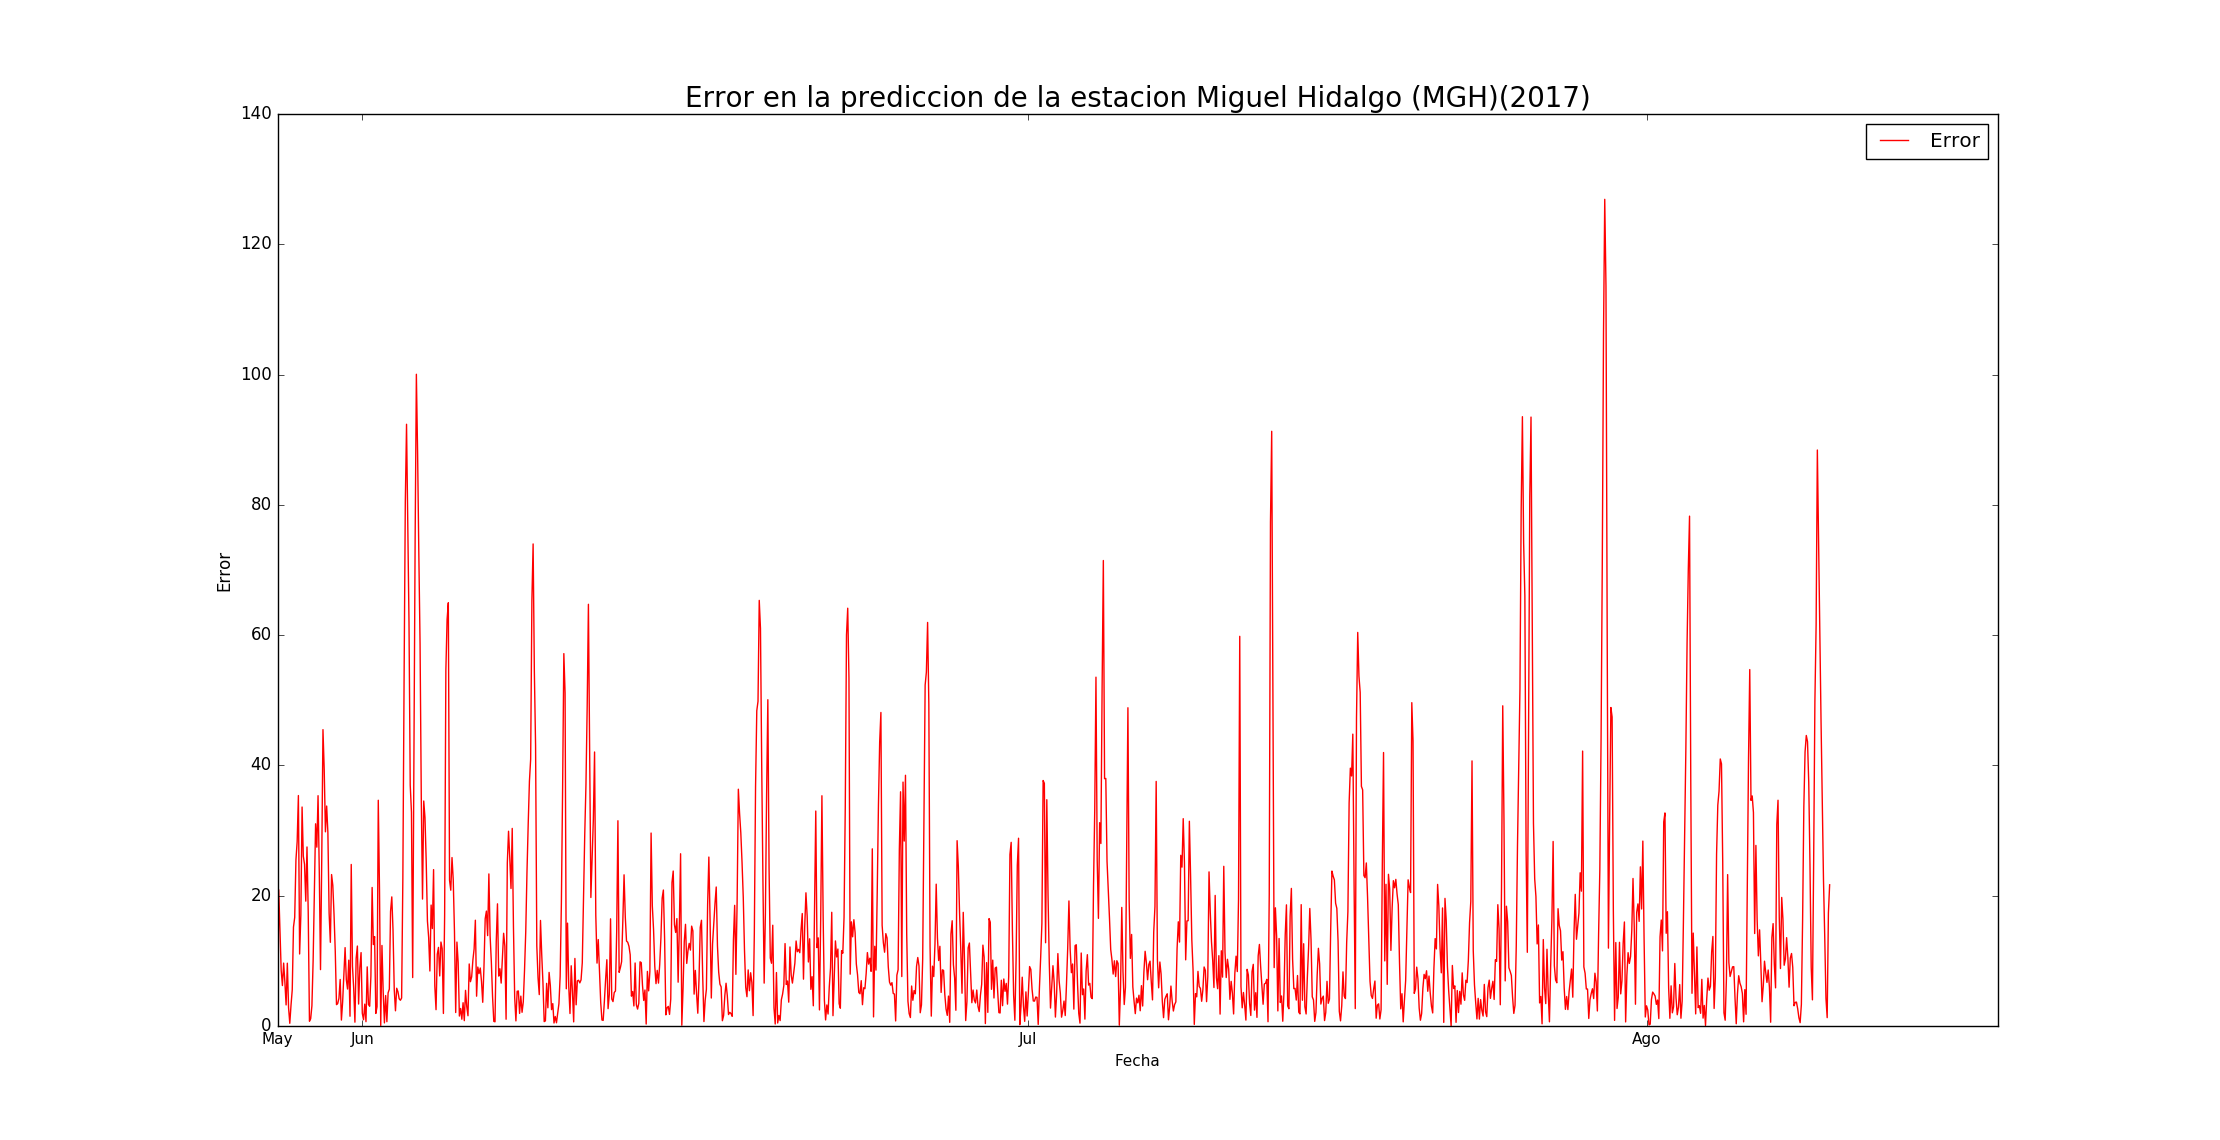 Error en la prediccion de la estacion Miguel Hidalgo (MGH)(2017)
140
Error
120
100
80
60
40
20
0
Error
May Jun Jul Ago
Fecha